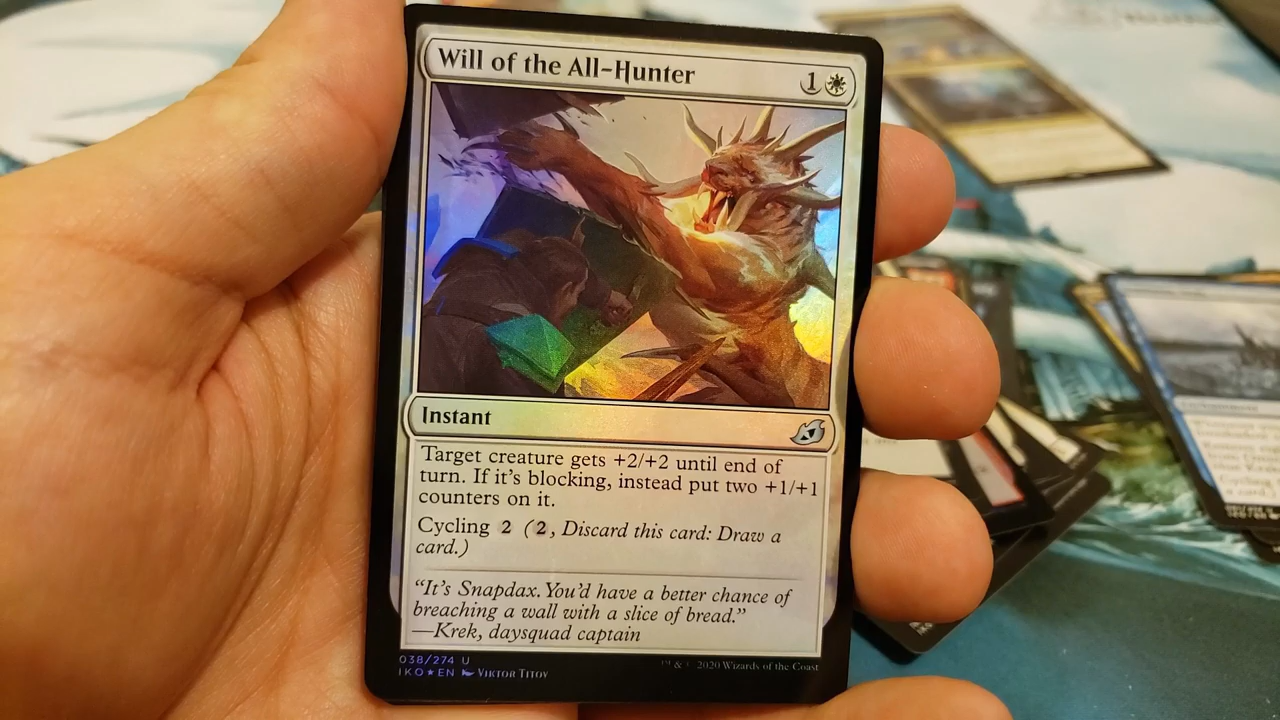 Will of the All-Hunter 1
Instant
Target creature gets +2/+2 until end of
turn. If it's blocking, instead put two +1/+1
counters on it.
Cycling 2 (2, Discard this card: Draw a
card.)
"It's Snapdax. You'd have a better chance of
breaching a wall with a slice of bread."
—Krek, daysquad captain
038/274 U
IKO★EN Viktor Titov
™ & © 2020 Wizards of the Coast
Cycling